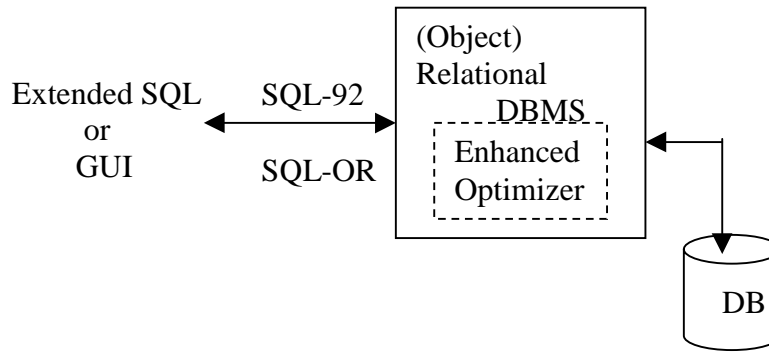 Extended SQL
or
GUI
SQL-92
SQL-OR
(Object)
Relational
DBMS
Enhanced
Optimizer
DB